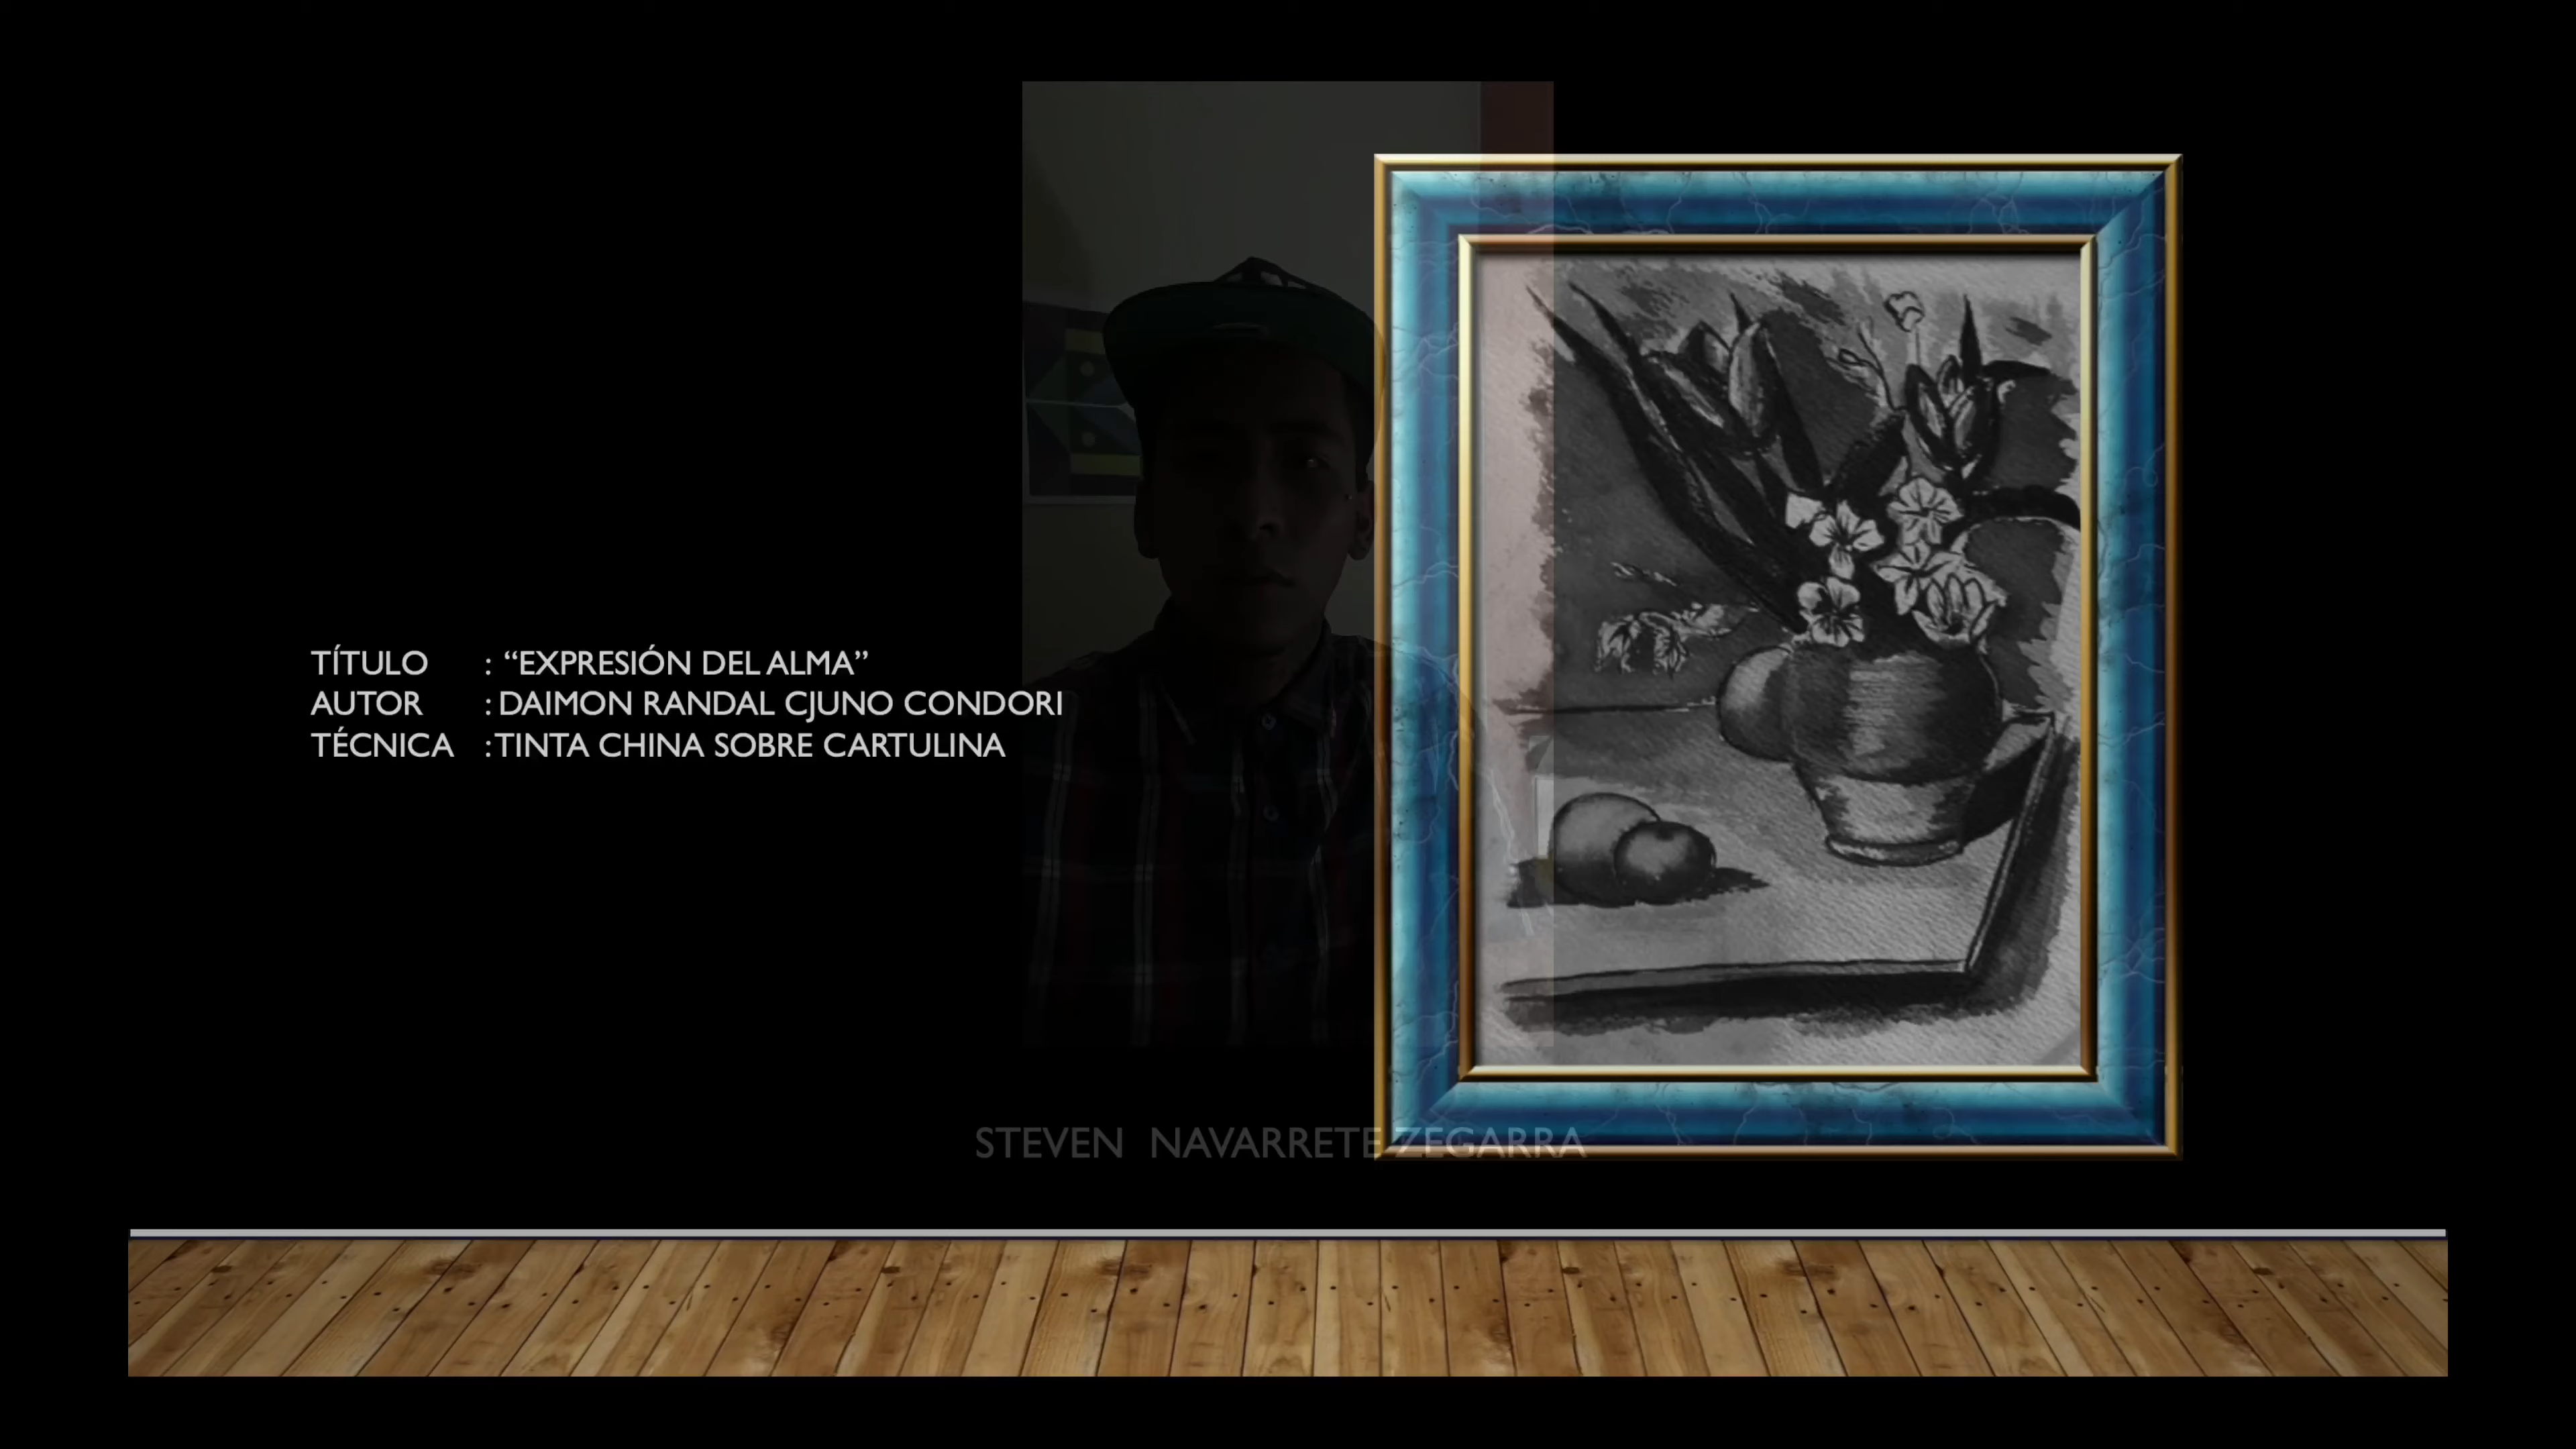 TÍTULO : “EXPRESIÓN DEL ALMA”
AUTOR : DAIMON RANDAL CJUNO CONDORI
TÉCNICA : TINTA CHINA SOBRE CARTULINA
STEVEN NAVARRETE ZEGARRA